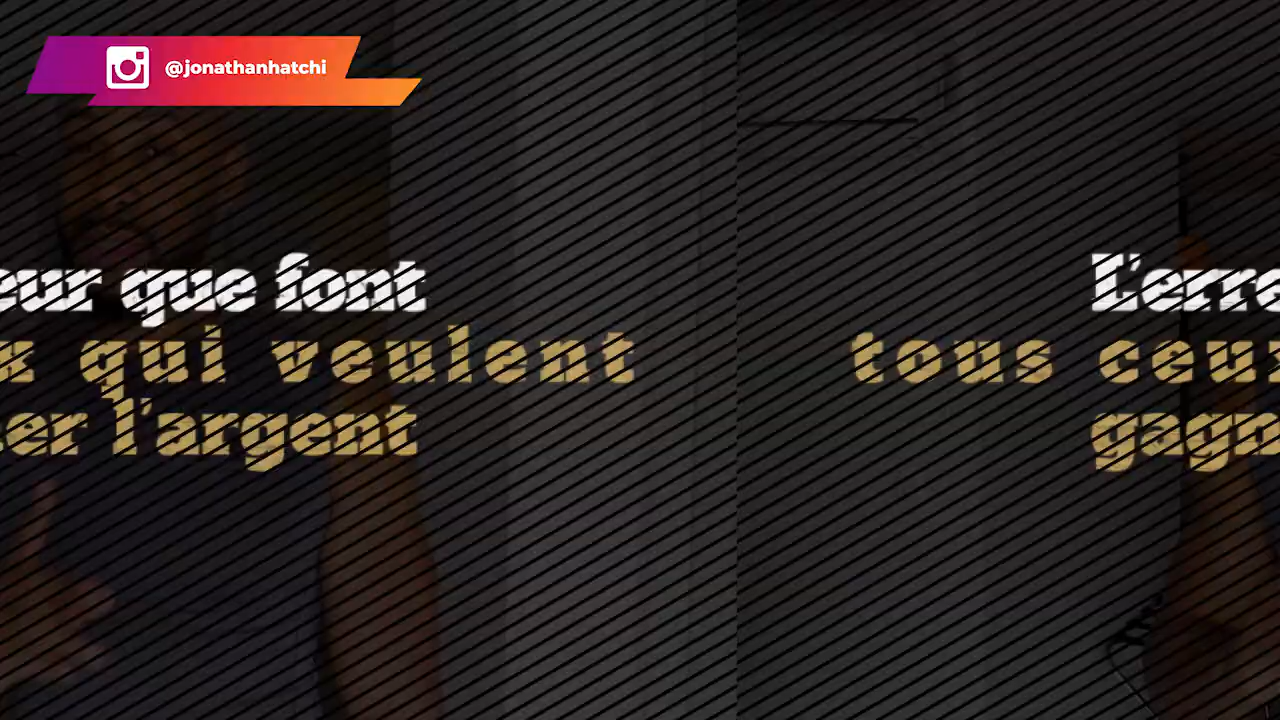 @jonathanhatchi
eur que font
x qui veulent
er l'argent
L'erre
tous ceux
gagn